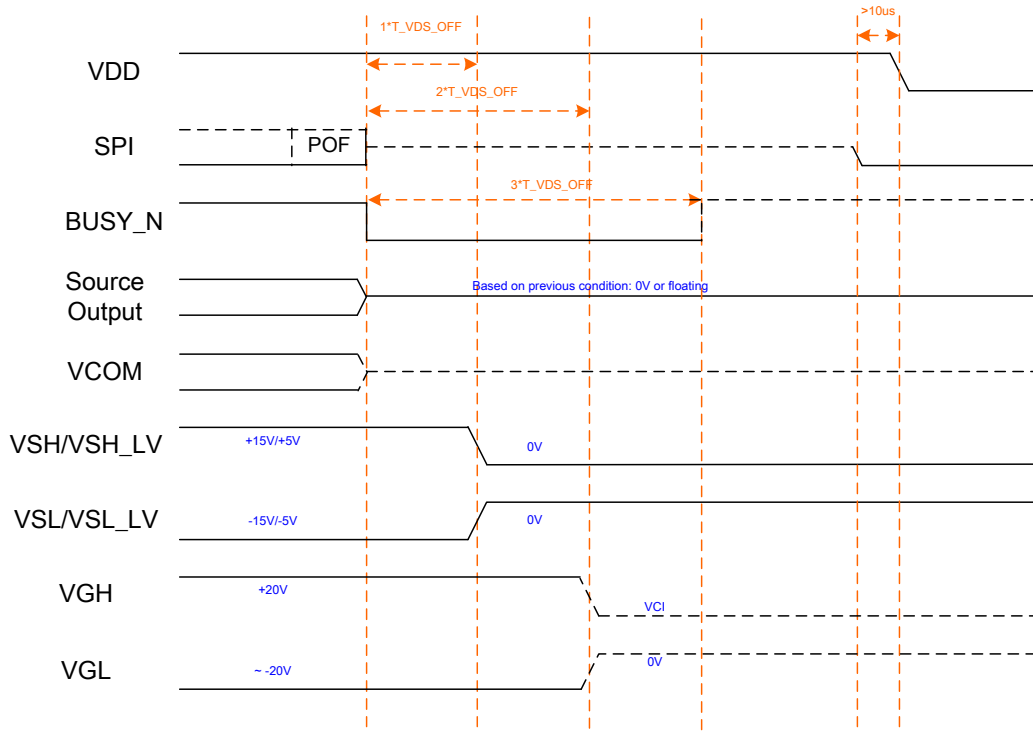 >10us
1*T_VDS_OFF
VDD
2*T_VDS_OFF
SPI
POF
3*T_VDS_OFF
BUSY_N
Source
Output
Based on previous condition: 0V or floating
VCOM
VSH/VSH_LV
+15V/+5V
0V
VSL/VSL_LV
-15V/-5V
0V
VGH
+20V
VCI
VGL
~ -20V
0V